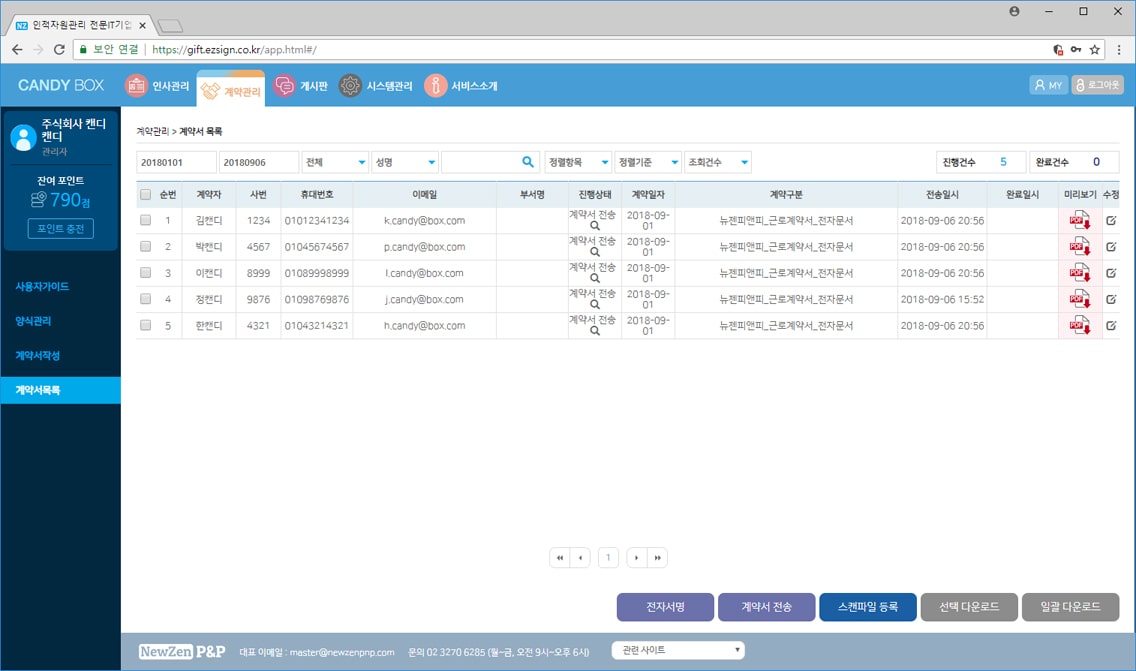 NZ 인적자원관리 전문IT기업
보안 연결 https://gift.ezsign.co.kr/app.html#/
CANDY BOX 인사관리 계약관리 게시판 시스템관리 서비스소개 MY 로그아웃
주식회사 캔디
캔디
관리자
잔여 포인트
790점
포인트 충전
사용자가이드
양식관리
계약서작성
계약서목록
계약관리 > 계약서 목록
20180101 20180906 전체 성명 정렬항목 정렬기준 조회건수 진행건수 5 완료건수 0
순번 계약자 사번 휴대번호 이메일 부서명 진행상태 계약일자 계약구분 전송일시 완료일시 미리보기 수정
1 김캔디 1234 01012341234 k.candy@box.com 계약서 전송 2018-09-01 뉴젠피앤피_근로계약서_전자문서 2018-09-06 20:56 PDF
2 박캔디 4567 01045674567 p.candy@box.com 계약서 전송 2018-09-01 뉴젠피앤피_근로계약서_전자문서 2018-09-06 20:56 PDF
3 이캔디 8999 01089998999 l.candy@box.com 계약서 전송 2018-09-01 뉴젠피앤피_근로계약서_전자문서 2018-09-06 20:56 PDF
4 정캔디 9876 01098769876 j.candy@box.com 계약서 전송 2018-09-01 뉴젠피앤피_근로계약서_전자문서 2018-09-06 15:52 PDF
5 한캔디 4321 01043214321 h.candy@box.com 계약서 전송 2018-09-01 뉴젠피앤피_근로계약서_전자문서 2018-09-06 20:56 PDF
1
전자서명 계약서 전송 스캔파일 등록 선택 다운로드 일괄 다운로드
NewZen P&P 대표 이메일 : master@newzenpnp.com 문의 02 3270 6285 (월~금, 오전 9시~오후 6시) 관련 사이트